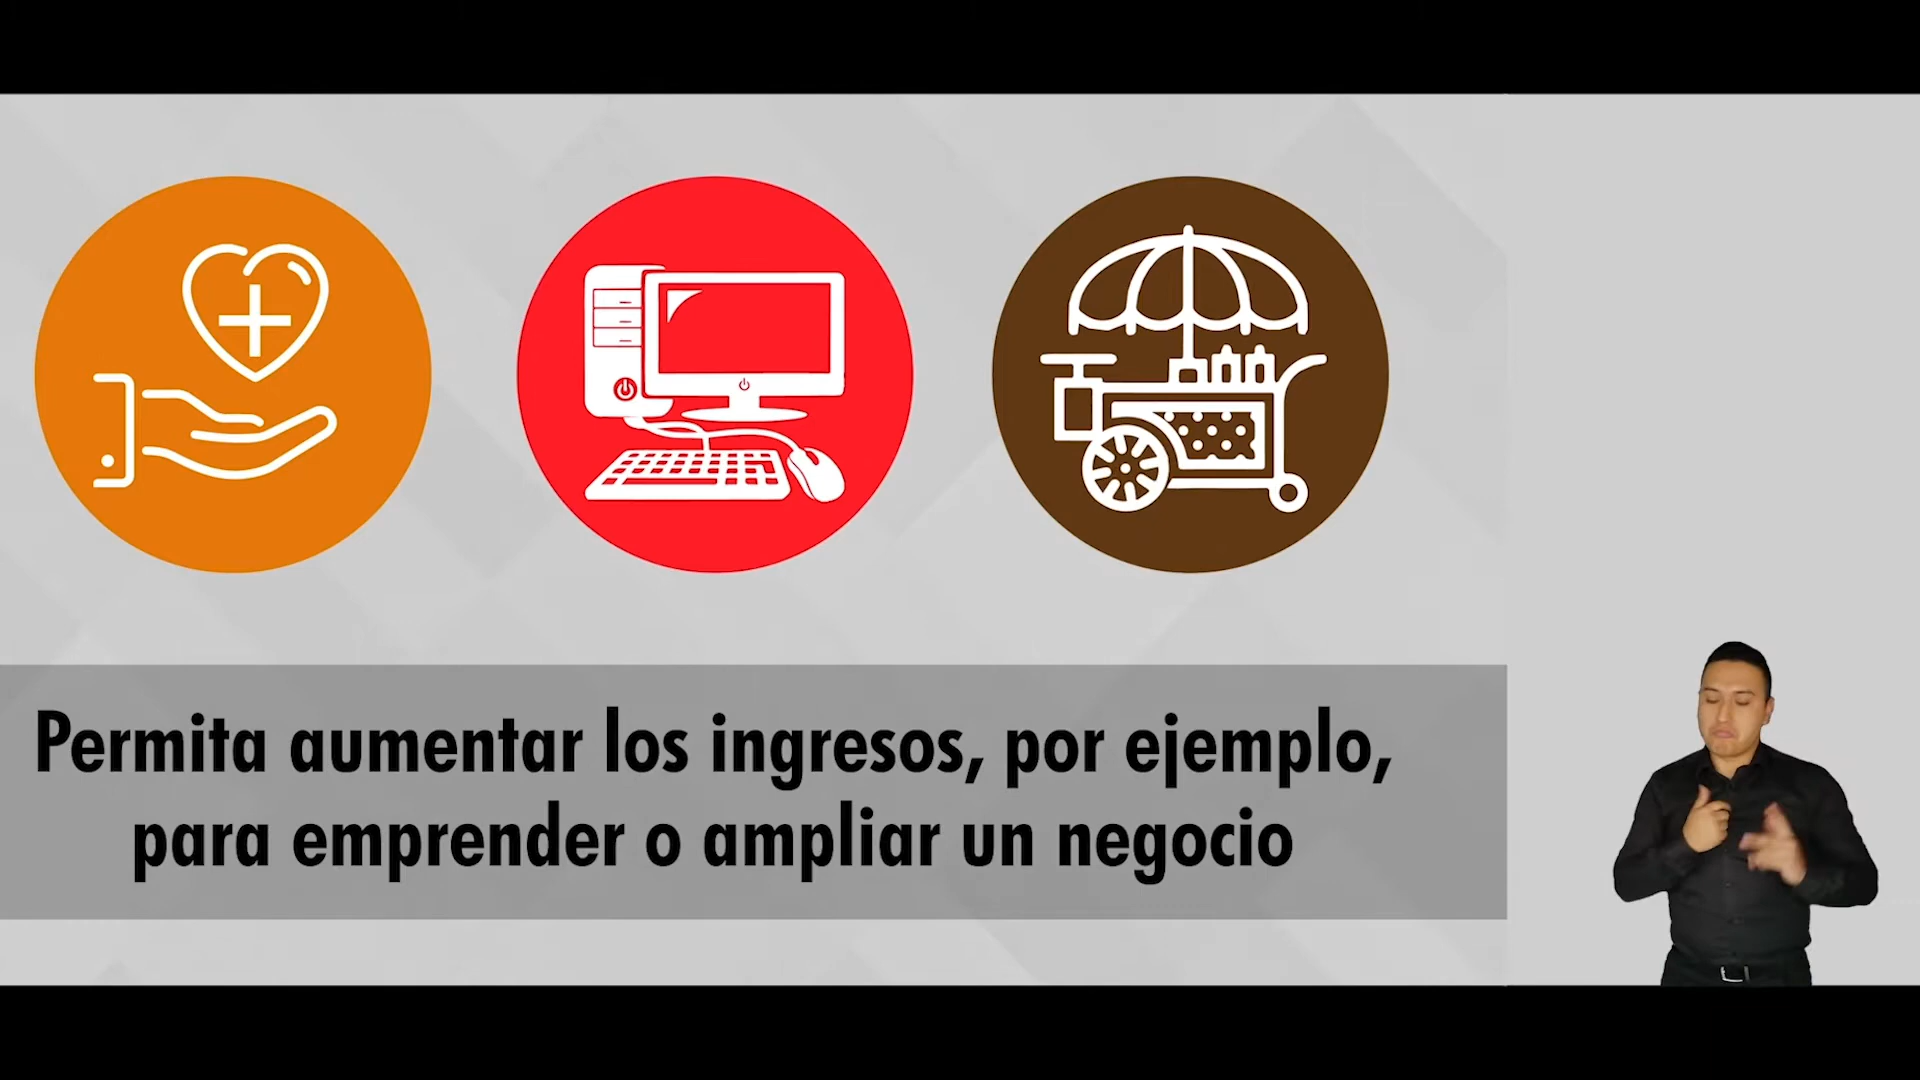 Permita aumentar los ingresos, por ejemplo,
para emprender o ampliar un negocio